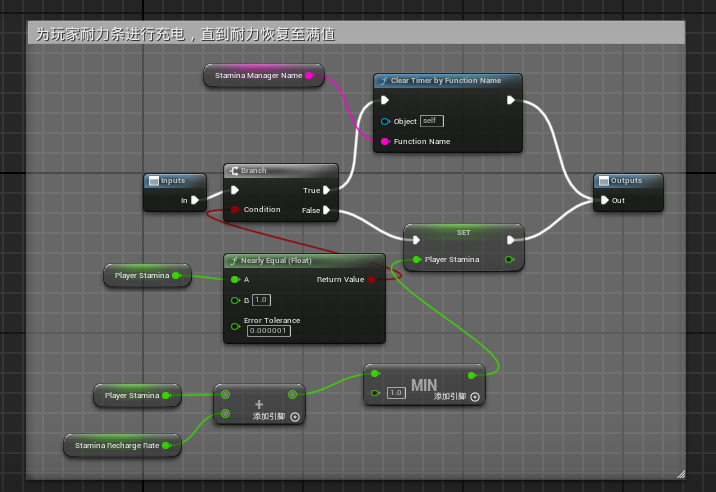 为玩家耐力条进行充电，直到耐力恢复至满值
Stamina Manager Name
Clear Timer by Function Name
Object self
Function Name
Inputs
In
Branch
True
Condition
False
Outputs
Out
SET
Player Stamina
Nearly Equal (Float)
Player Stamina
A
Return Value
B 1.0
Error Tolerance
0.000001
MIN
1.0
添加引脚
Player Stamina
+
添加引脚
Stamina Recharge Rate